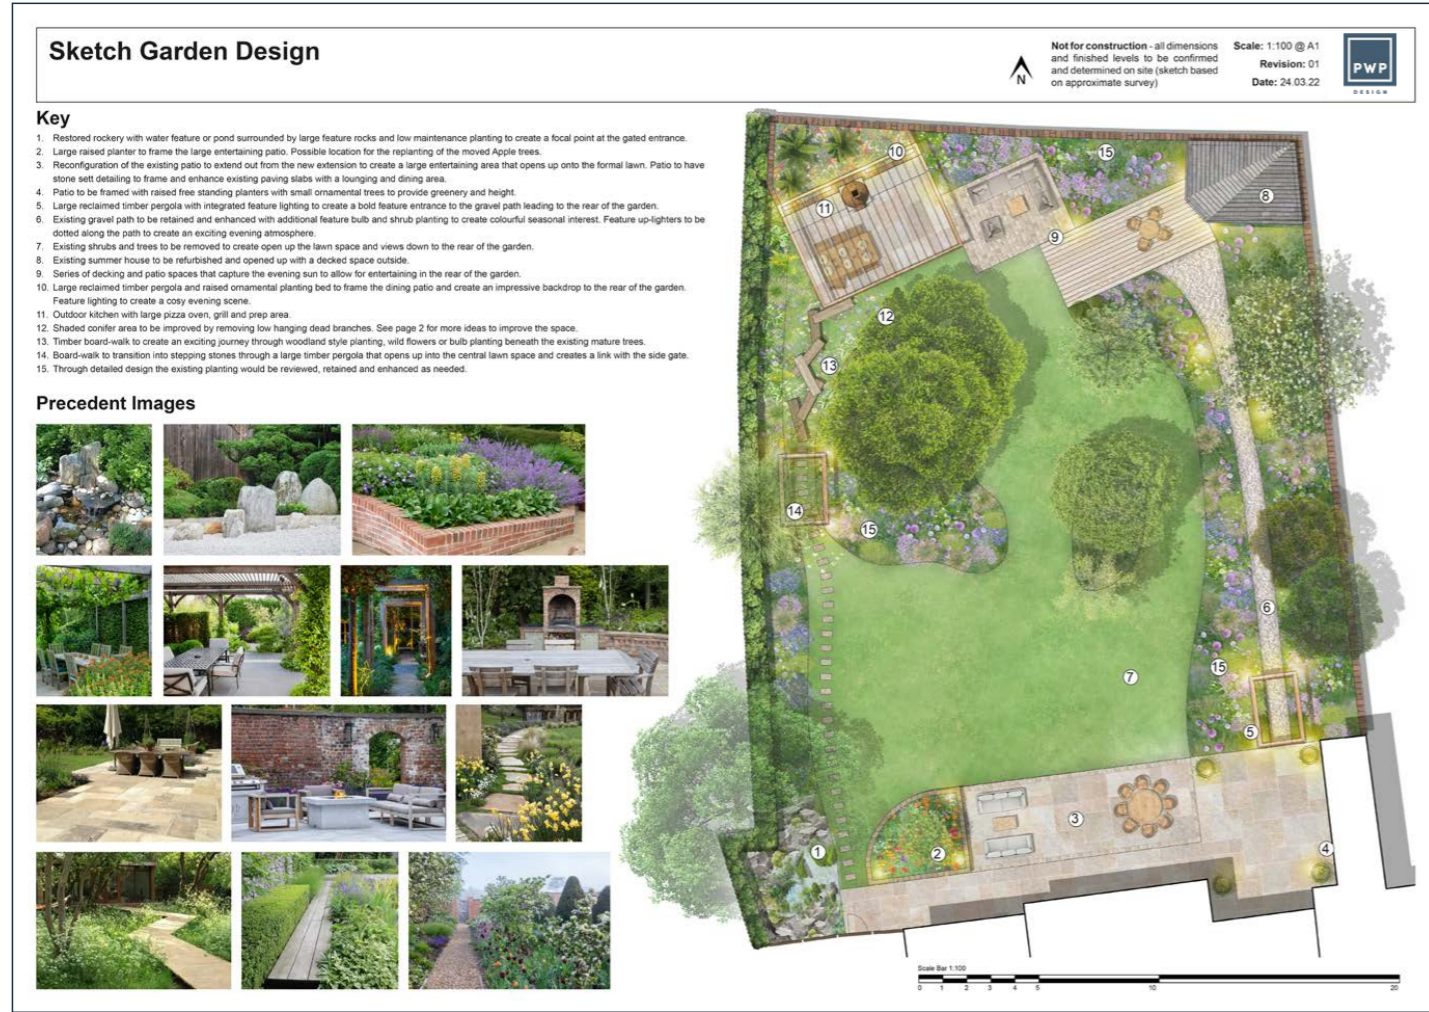 Sketch Garden Design
N
Not for construction - all dimensions
and finished levels to be confirmed
and determined on site (sketch based
on approximate survey)
Scale: 1:100 @ A1
Revision: 01
Date: 24.03.22
PWP
DESIGN
Key
1. Restored rockery with water feature or pond surrounded by large feature rocks and low maintenance planting to create a focal point at the gated entrance.
2. Large raised planter to frame the large entertaining patio. Possible location for the replanting of the moved Apple trees.
3. Reconfiguration of the existing patio to extend out from the new extension to create a large entertaining area that opens up onto the formal lawn. Patio to have
stone sett detailing to frame and enhance existing paving slabs with a lounging and dining area.
4. Patio to be framed with raised free standing planters with small ornamental trees to provide greenery and height.
5. Large reclaimed timber pergola with integrated feature lighting to create a bold feature entrance to the gravel path leading to the rear of the garden.
6. Existing gravel path to be retained and enhanced with additional feature bulb and shrub planting to create colourful seasonal interest. Feature up-lighters to be
dotted along the path to create an exciting evening atmosphere.
7. Existing shrubs and trees to be removed to create open up the lawn space and views down to the rear of the garden.
8. Existing summer house to be refurbished and opened up with a decked space outside.
9. Series of decking and patio spaces that capture the evening sun to allow for entertaining in the rear of the garden.
10. Large reclaimed timber pergola and raised ornamental planting bed to frame the dining patio and create an impressive backdrop to the rear of the garden.
Feature lighting to create a cosy evening scene.
11. Outdoor kitchen with large pizza oven, grill and prep area.
12. Shaded conifer area to be improved by removing low hanging dead branches. See page 2 for more ideas to improve the space.
13. Timber board-walk to create an exciting journey through woodland style planting, wild flowers or bulb planting beneath the existing mature trees.
14. Board-walk to transition into stepping stones through a large timber pergola that opens up into the central lawn space and creates a link with the side gate.
15. Through detailed design the existing planting would be reviewed, retained and enhanced as needed.
Precedent Images
10
15
8
11
9
12
13
14
15
6
15
7
5
3
4
1
2
Scale Bar 1:100
0 1 2 3 4 5 10 20